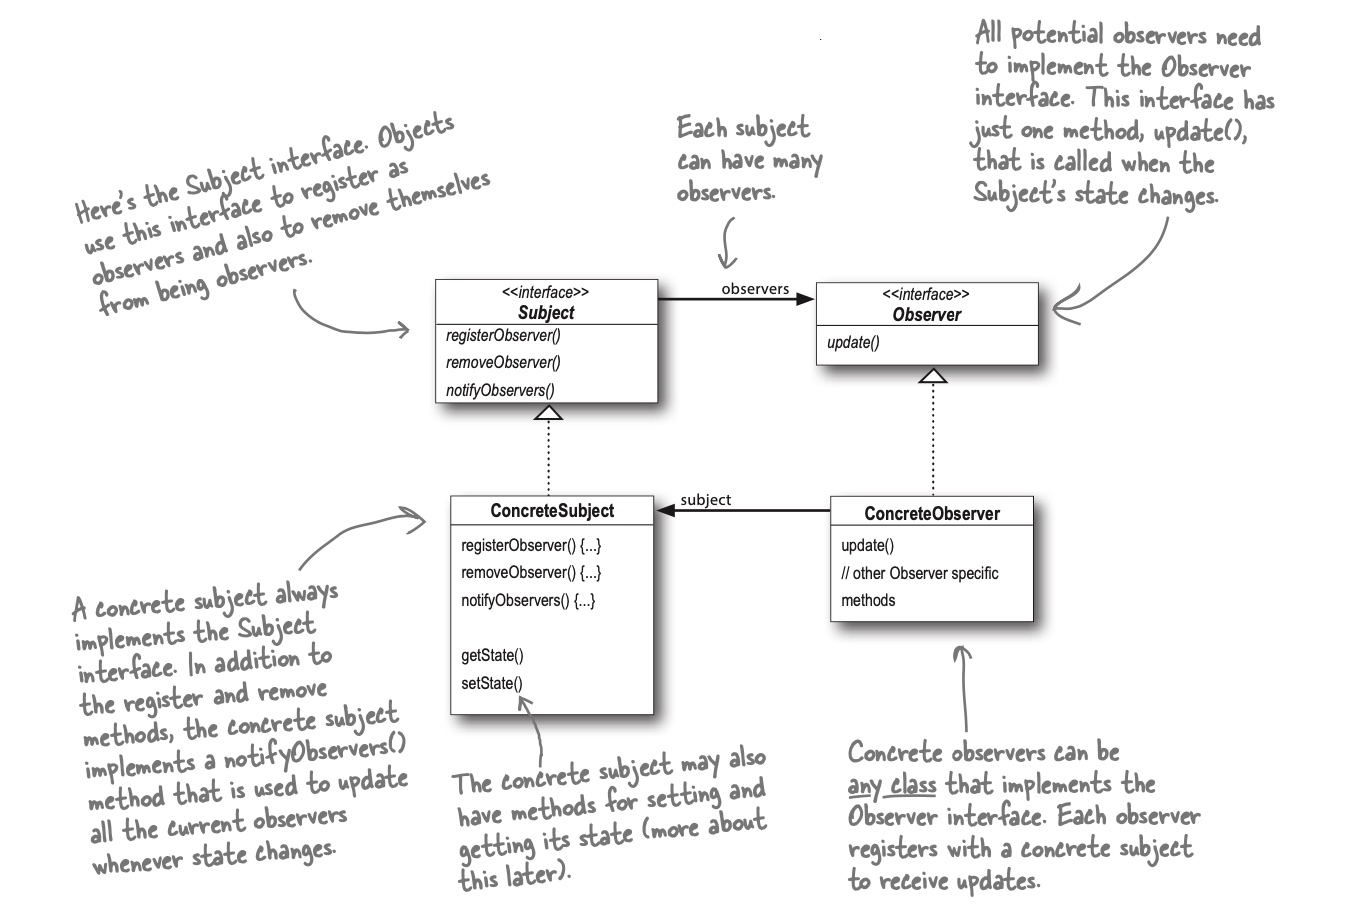 All potential observers need
to implement the Observer
interface. This interface has
just one method, update(),
that is called when the
Subject's state changes.
Each subject
can have many
observers.
Here's the Subject interface. Objects
use this interface to register as
observers and also to remove themselves
from being observers.
<<interface>>
Subject
registerObserver()
removeObserver()
notifyObservers()
observers
<<interface>>
Observer
update()
ConcreteSubject
registerObserver() {...}
removeObserver() {...}
notifyObservers() {...}
getState()
setState()
subject
ConcreteObserver
update()
// other Observer specific
methods
A concrete subject always
implements the Subject
interface. In addition to
the register and remove
methods, the concrete subject
implements a notifyObservers()
method that is used to update
all the current observers
whenever state changes.
The concrete subject may also
have methods for setting and
getting its state (more about
this later).
Concrete observers can be
any class that implements the
Observer interface. Each observer
registers with a concrete subject
to receive updates.